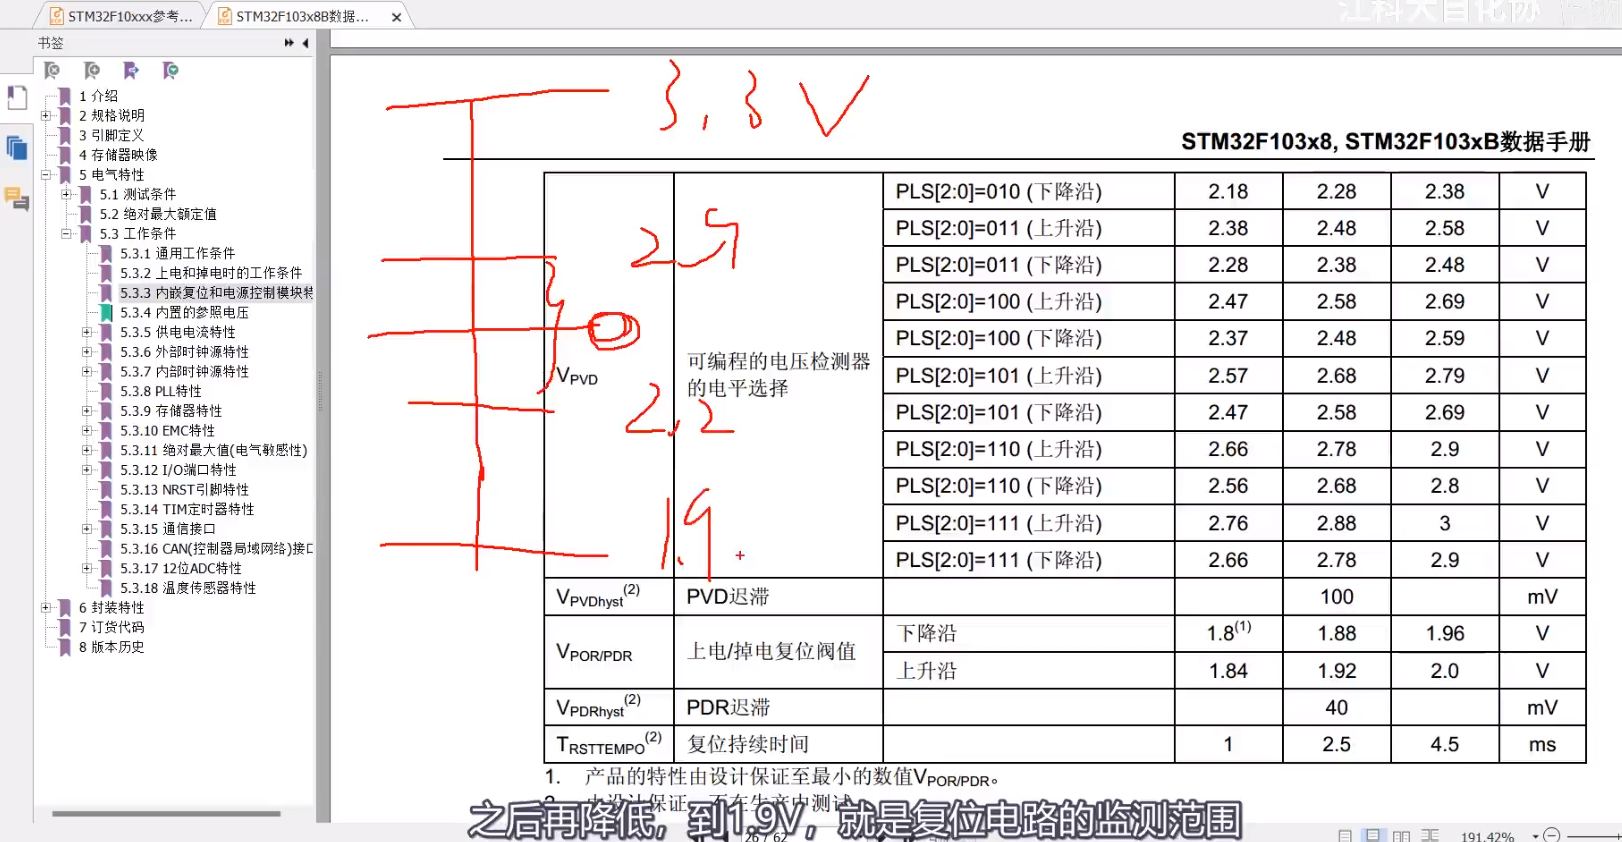 STM32F10xxx参考...
STM32F103x8B数据...
江科大自化协
书签
1 介绍
2 规格说明
3 引脚定义
4 存储器映像
5 电气特性
5.1 测试条件
5.2 绝对最大额定值
5.3 工作条件
5.3.1 通用工作条件
5.3.2 上电和掉电时的工作条件
5.3.3 内嵌复位和电源控制模块特
5.3.4 内置的参照电压
5.3.5 供电电流特性
5.3.6 外部时钟源特性
5.3.7 内部时钟源特性
5.3.8 PLL特性
5.3.9 存储器特性
5.3.10 EMC特性
5.3.11 绝对最大值(电气敏感性)
5.3.12 I/O端口特性
5.3.13 NRST引脚特性
5.3.14 TIM定时器特性
5.3.15 通信接口
5.3.16 CAN(控制器局域网络)接口
5.3.17 12位ADC特性
5.3.18 温度传感器特性
6 封装特性
7 订货代码
8 版本历史
3.3V
2.9
2.2
1.9
STM32F103x8, STM32F103xB数据手册
VPVD 可编程的电压检测器的电平选择
PLS[2:0]=010 (下降沿) 2.18 2.28 2.38 V
PLS[2:0]=011 (上升沿) 2.38 2.48 2.58 V
PLS[2:0]=011 (下降沿) 2.28 2.38 2.48 V
PLS[2:0]=100 (上升沿) 2.47 2.58 2.69 V
PLS[2:0]=100 (下降沿) 2.37 2.48 2.59 V
PLS[2:0]=101 (上升沿) 2.57 2.68 2.79 V
PLS[2:0]=101 (下降沿) 2.47 2.58 2.69 V
PLS[2:0]=110 (上升沿) 2.66 2.78 2.9 V
PLS[2:0]=110 (下降沿) 2.56 2.68 2.8 V
PLS[2:0]=111 (上升沿) 2.76 2.88 3 V
PLS[2:0]=111 (下降沿) 2.66 2.78 2.9 V
VPVDhyst(2) PVD迟滞 100 mV
VPOR/PDR 上电/掉电复位阀值 下降沿 1.8(1) 1.88 1.96 V
上升沿 1.84 1.92 2.0 V
VPDRhyst(2) PDR迟滞 40 mV
TRSTTEMPO(2) 复位持续时间 1 2.5 4.5 ms
1. 产品的特性由设计保证至最小的数值VPOR/PDR。
2. 由设计保证，不在生产中测试
之后再降低，到1.9V，就是复位电路的监测范围
26 / 62
191.42%